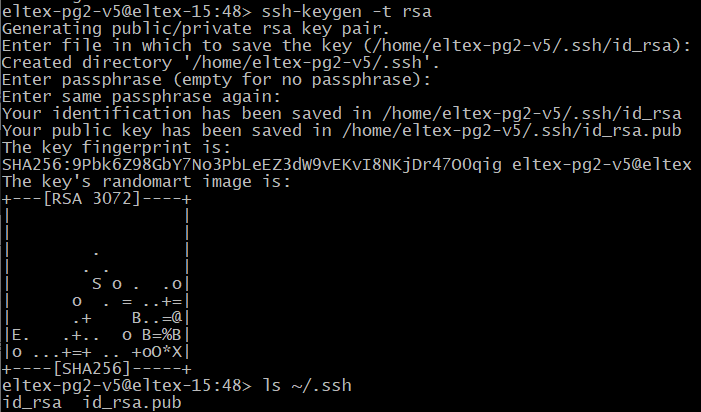 eltex-pg2-v5@eltex-15:48> ssh-keygen -t rsa
Generating public/private rsa key pair.
Enter file in which to save the key (/home/eltex-pg2-v5/.ssh/id_rsa):
Created directory '/home/eltex-pg2-v5/.ssh'.
Enter passphrase (empty for no passphrase):
Enter same passphrase again:
Your identification has been saved in /home/eltex-pg2-v5/.ssh/id_rsa
Your public key has been saved in /home/eltex-pg2-v5/.ssh/id_rsa.pub
The key fingerprint is:
SHA256:9Pbk6Z98GbY7No3PbLeEZ3dW9vEKvI8NKjDr47OOqig eltex-pg2-v5@eltex
The key's randomart image is:
+---[RSA 3072]----+
|                 |
|                 |
|        .        |
|       . .       |
|        S o .  .o|
|      o  . = ..+=|
|      .+    B..=@|
|E.   .+..  o B=%B|
|o ...+=+ .. +oO*X|
+----[SHA256]-----+
eltex-pg2-v5@eltex-15:48> ls ~/.ssh
id_rsa  id_rsa.pub